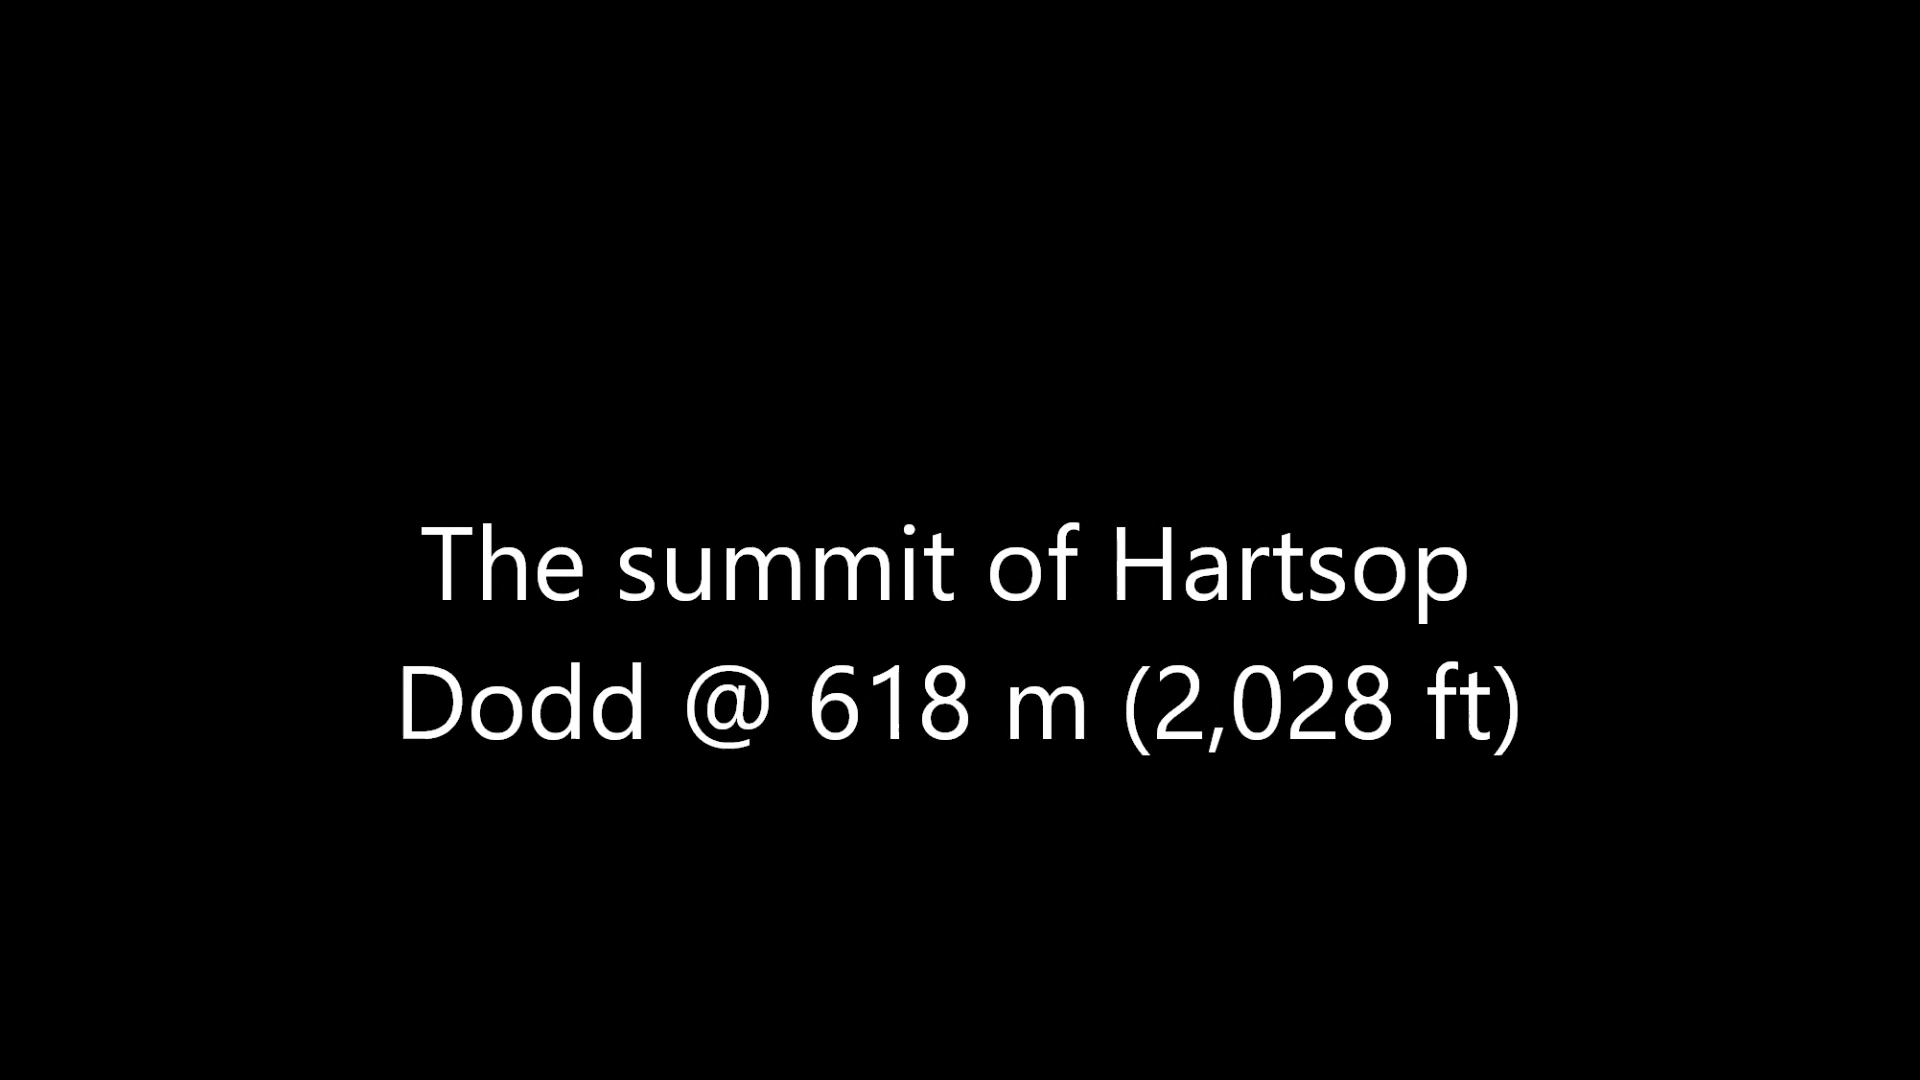 The summit of Hartsop
Dodd @ 618 m (2,028 ft)